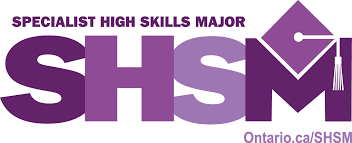 SPECIALIST HIGH SKILLS MAJOR
SHSM
Ontario.ca/SHSM